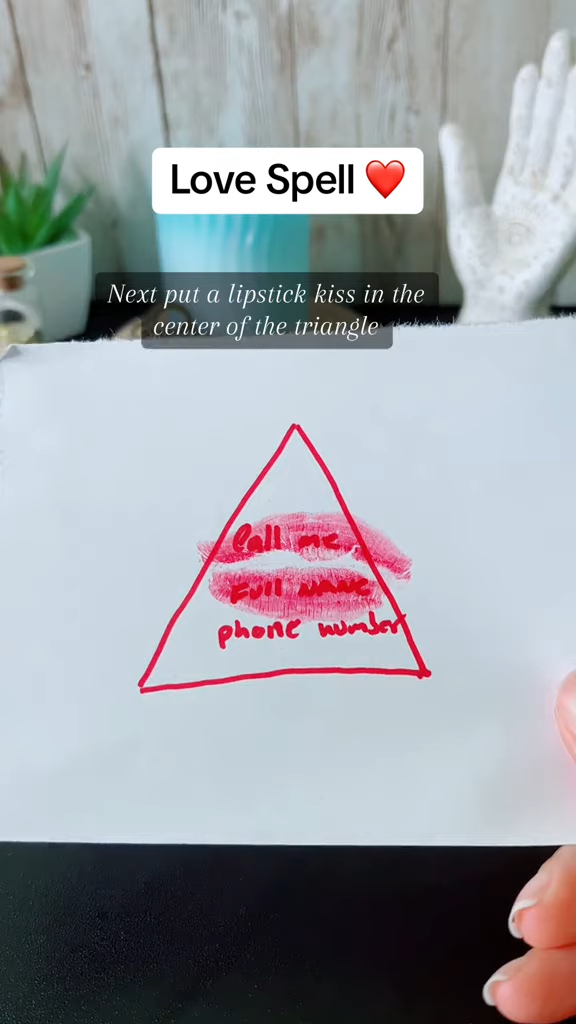 Love Spell ❤️
Next put a lipstick kiss in the
center of the triangle
Call me
Full name
phone number